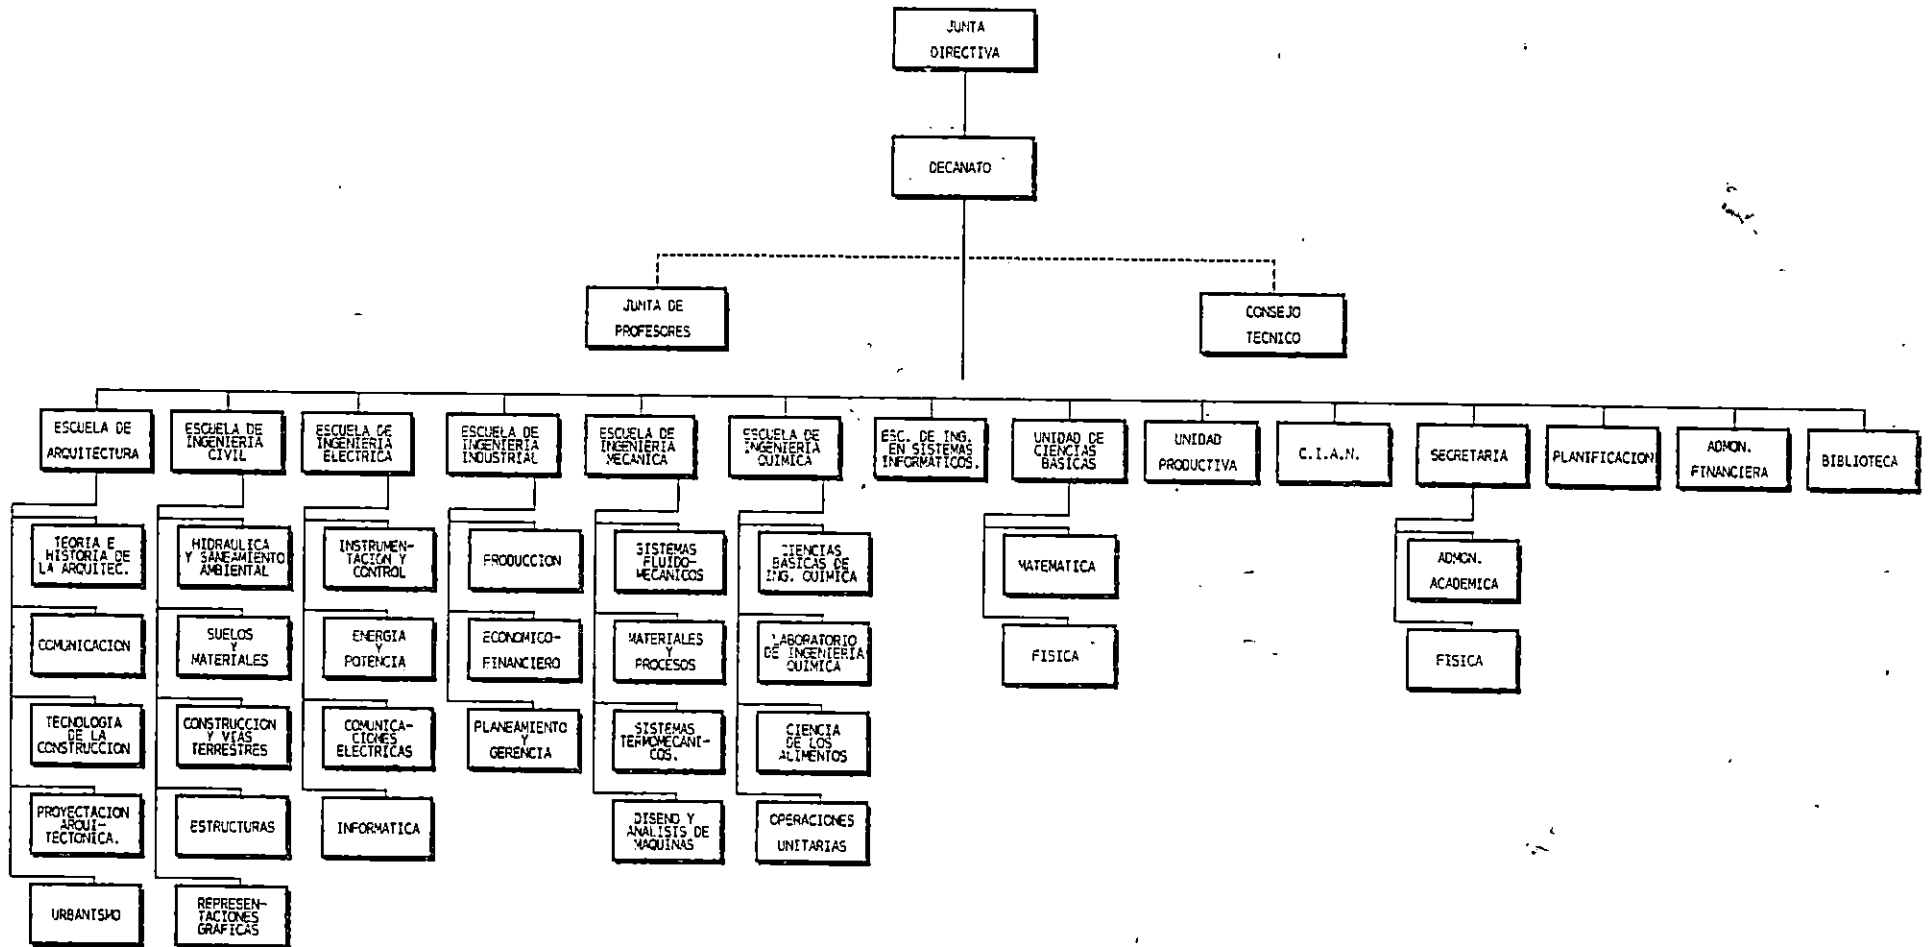 JUNTA
DIRECTIVA
DECANATO
JUNTA DE
PROFESORES
CONSEJO
TECNICO
ESCUELA DE
ARQUITECTURA
ESCUELA DE
INGENIERIA
CIVIL
ESCUELA DE
INGENIERIA
ELECTRICA
ESCUELA DE
INGENIERIA
INDUSTRIAL
ESCUELA DE
INGENIERIA
MECANICA
ESCUELA DE
INGENIERIA
QUIMICA
ESC. DE ING.
EN SISTEMAS
INFORMATICOS.
UNIDAD DE
CIENCIAS
BASICAS
UNIDAD
PRODUCTIVA
C.I.A.N.
SECRETARIA
PLANIFICACION
ADMON.
FINANCIERA
BIBLIOTECA
TEORIA E
HISTORIA DE
LA ARQUITEC.
COMUNICACION
TECNOLOGIA
DE LA
CONSTRUCCION
PROYECTACION
ARQUI-
TECTONICA.
URBANISMO
HIDRAULICA
Y SANEAMIENTO
AMBIENTAL
SUELOS
Y
MATERIALES
CONSTRUCCION
Y VIAS
TERRESTRES
ESTRUCTURAS
REPRESEN-
TACIONES
GRAFICAS
INSTRUMEN-
TACION Y
CONTROL
ENERGIA
Y
POTENCIA
COMUNICA-
CIONES
ELECTRICAS
INFORMATICA
PRODUCCION
ECONOMICO-
FINANCIERO
PLANEAMIENTO
Y
GERENCIA
SISTEMAS
FLUIDO-
MECANICOS
MATERIALES
Y
PROCESOS
SISTEMAS
TERMOMECANI-
COS.
DISENO Y
ANALISIS DE
MAQUINAS
CIENCIAS
BASICAS DE
ING. QUIMICA
LABORATORIO
DE INGENIERIA
QUIMICA
CIENCIA
DE LOS
ALIMENTOS
OPERACIONES
UNITARIAS
MATEMATICA
FISICA
ADMON.
ACADEMICA
FISICA